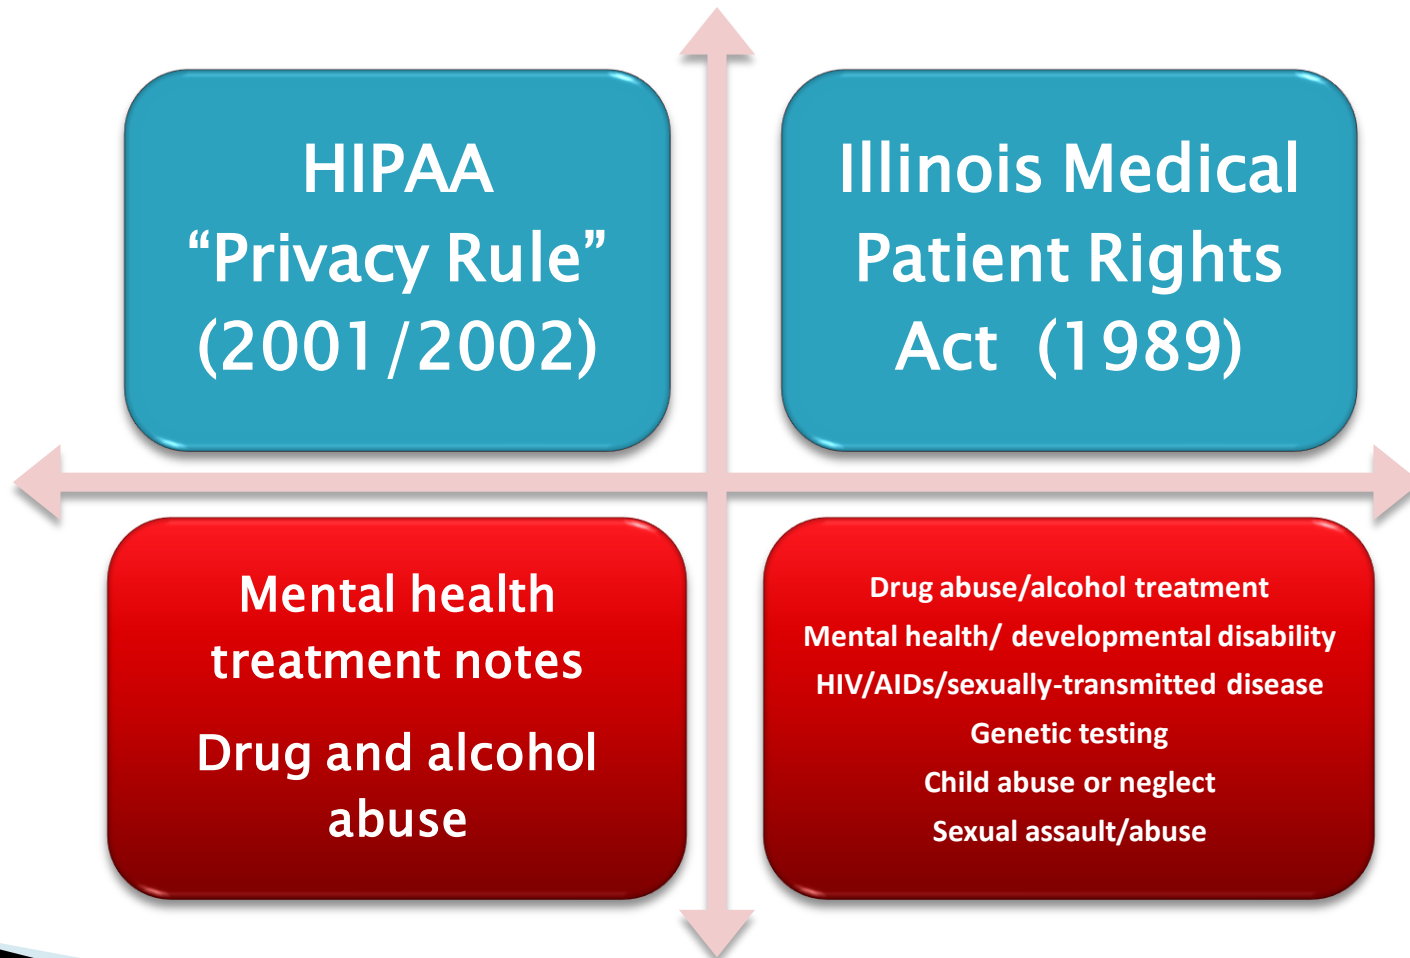 HIPAA
“Privacy Rule”
(2001/2002)
Illinois Medical
Patient Rights
Act (1989)
Mental health
treatment notes
Drug and alcohol
abuse
Drug abuse/alcohol treatment
Mental health/ developmental disability
HIV/AIDs/sexually-transmitted disease
Genetic testing
Child abuse or neglect
Sexual assault/abuse